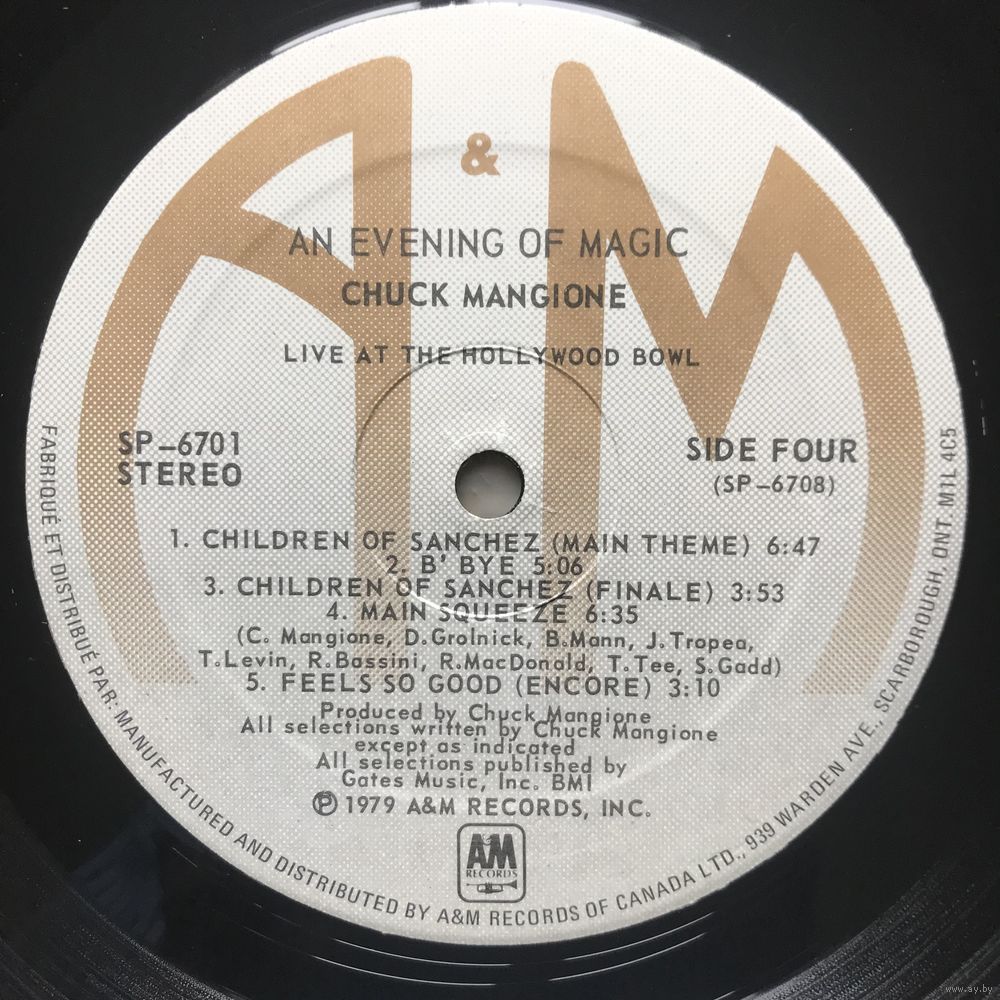 A & M
AN EVENING OF MAGIC
CHUCK MANGIONE
LIVE AT THE HOLLYWOOD BOWL
SP-6701
STEREO
SIDE FOUR
(SP-6708)
1. CHILDREN OF SANCHEZ (MAIN THEME) 6:47
2. B' BYE 5:06
3. CHILDREN OF SANCHEZ (FINALE) 3:53
4. MAIN SQUEEZE 6:35
(C. Mangione, D.Grolnick, B.Mann, J.Tropea,
T.Levin, R.Bassini, R.MacDonald, T.Tee, S.Gadd)
5. FEELS SO GOOD (ENCORE) 3:10
Produced by Chuck Mangione
All selections written by Chuck Mangione
except as indicated
All selections published by
Gates Music, Inc. BMI
℗ 1979 A&M RECORDS, INC.
AM
RECORDS
FABRIQUÉ ET DISTRIBUÉ PAR: MANUFACTURED AND DISTRIBUTED BY A&M RECORDS OF CANADA LTD., 939 WARDEN AVE., SCARBOROUGH, ONT. M1L 4C5
www.ay.by